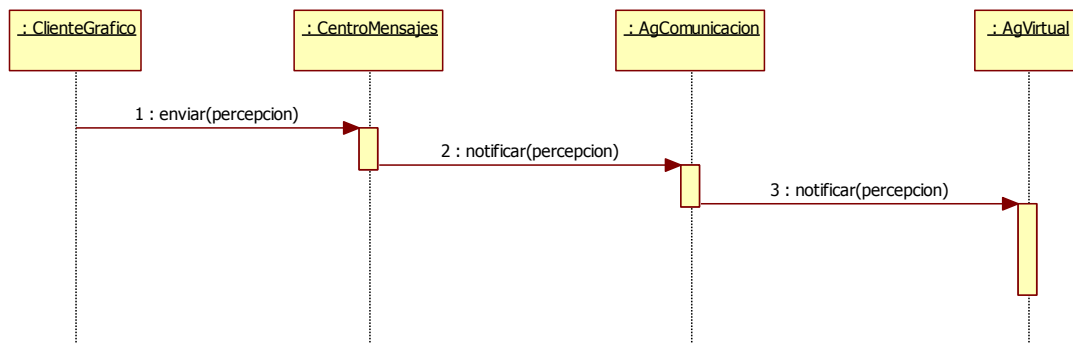 : ClienteGrafico
: CentroMensajes
: AgComunicacion
: AgVirtual
1 : enviar(percepcion)
2 : notificar(percepcion)
3 : notificar(percepcion)